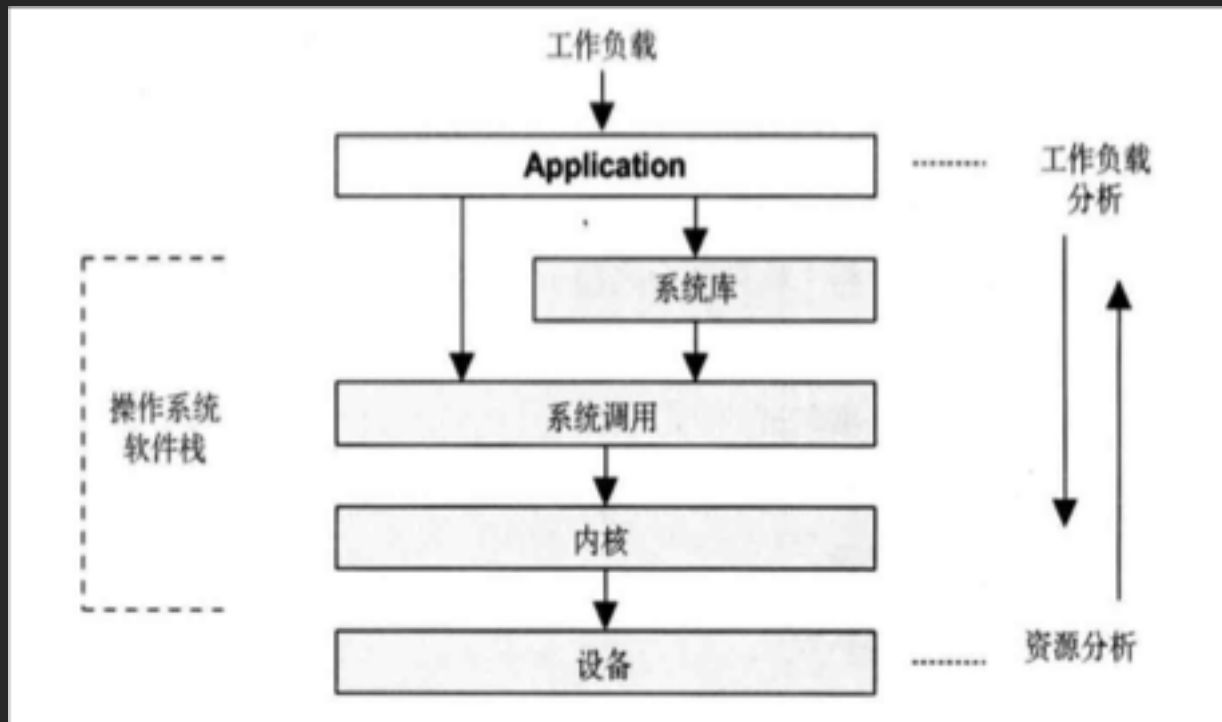 工作负载
Application
工作负载
分析
系统库
操作系统
软件栈
系统调用
内核
设备
资源分析